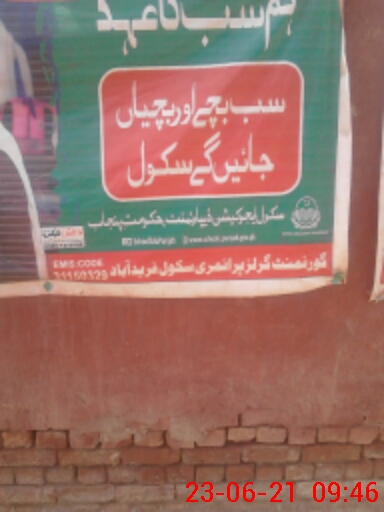 ہم سب کا عہد
سب بچے اور بچیاں
جائیں گے سکول
سکول ایجوکیشن ڈیپارٹمنٹ، حکومت پنجاب
گورنمنٹ گرلز پرائمری سکول فرید آباد
EMIS:CODE
31150329
23-06-21 09:46